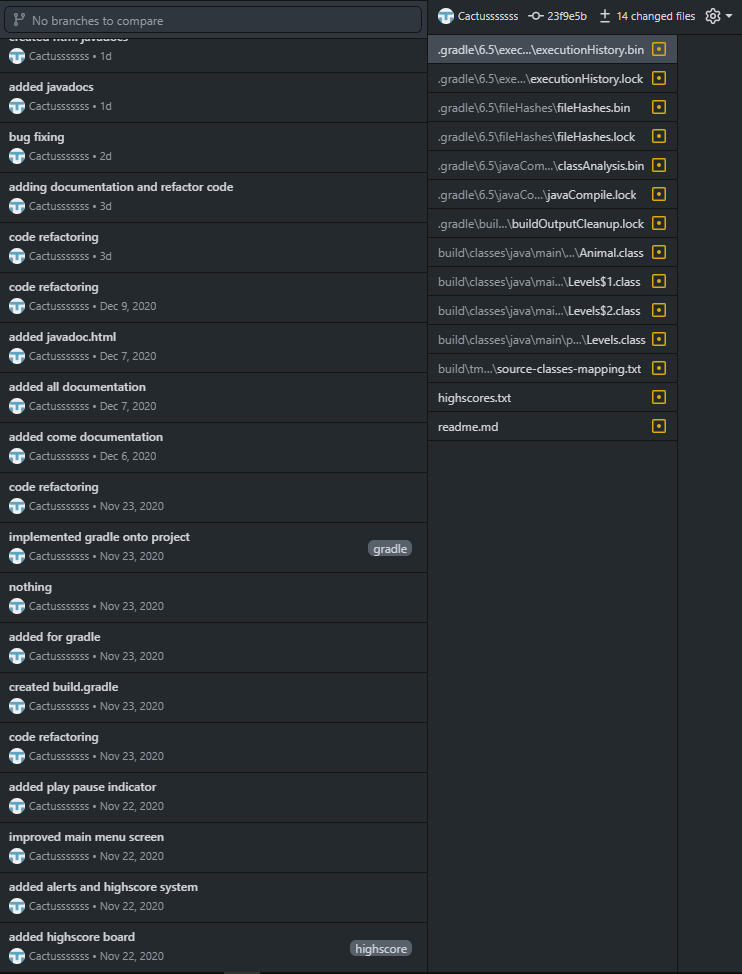 No branches to compare
created html javadocs
Cactusssssss • 1d
added javadocs
Cactusssssss • 1d
bug fixing
Cactusssssss • 2d
adding documentation and refactor code
Cactusssssss • 3d
code refactoring
Cactusssssss • 3d
code refactoring
Cactusssssss • Dec 9, 2020
added javadoc.html
Cactusssssss • Dec 7, 2020
added all documentation
Cactusssssss • Dec 7, 2020
added come documentation
Cactusssssss • Dec 6, 2020
code refactoring
Cactusssssss • Nov 23, 2020
implemented gradle onto project
Cactusssssss • Nov 23, 2020
gradle
nothing
Cactusssssss • Nov 23, 2020
added for gradle
Cactusssssss • Nov 23, 2020
created build.gradle
Cactusssssss • Nov 23, 2020
code refactoring
Cactusssssss • Nov 23, 2020
added play pause indicator
Cactusssssss • Nov 22, 2020
improved main menu screen
Cactusssssss • Nov 22, 2020
added alerts and highscore system
Cactusssssss • Nov 22, 2020
added highscore board
Cactusssssss • Nov 22, 2020
highscore
Cactusssssss 23f9e5b 14 changed files
.gradle\6.5\exec...\executionHistory.bin
.gradle\6.5\exe...\executionHistory.lock
.gradle\6.5\fileHashes\fileHashes.bin
.gradle\6.5\fileHashes\fileHashes.lock
.gradle\6.5\javaCom...\classAnalysis.bin
.gradle\6.5\javaCo...\javaCompile.lock
.gradle\buil...\buildOutputCleanup.lock
build\classes\java\main\...\Animal.class
build\classes\java\mai...\Levels$1.class
build\classes\java\mai...\Levels$2.class
build\classes\java\main\p...\Levels.class
build\tm...\source-classes-mapping.txt
highscores.txt
readme.md